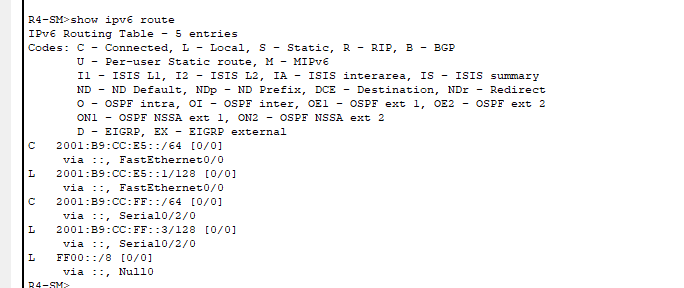 R4-SM>show ipv6 route
IPv6 Routing Table - 5 entries
Codes: C - Connected, L - Local, S - Static, R - RIP, B - BGP
U - Per-user Static route, M - MIPv6
I1 - ISIS L1, I2 - ISIS L2, IA - ISIS interarea, IS - ISIS summary
ND - ND Default, NDp - ND Prefix, DCE - Destination, NDr - Redirect
O - OSPF intra, OI - OSPF inter, OE1 - OSPF ext 1, OE2 - OSPF ext 2
ON1 - OSPF NSSA ext 1, ON2 - OSPF NSSA ext 2
D - EIGRP, EX - EIGRP external
C 2001:B9:CC:E5::/64 [0/0]
via ::, FastEthernet0/0
L 2001:B9:CC:E5::1/128 [0/0]
via ::, FastEthernet0/0
C 2001:B9:CC:FF::/64 [0/0]
via ::, Serial0/2/0
L 2001:B9:CC:FF::3/128 [0/0]
via ::, Serial0/2/0
L FF00::/8 [0/0]
via ::, Null0
R4-SM>